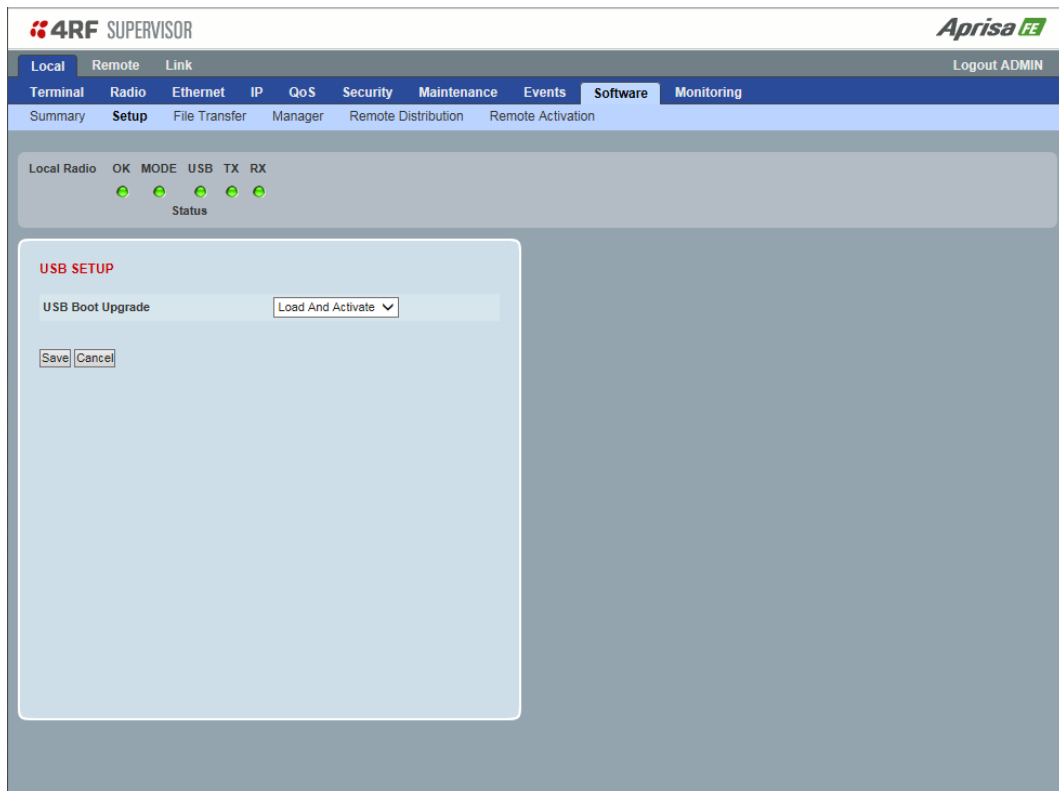 4RF SUPERVISOR
Aprisa FE
Local Remote Link Logout ADMIN
Terminal Radio Ethernet IP QoS Security Maintenance Events Software Monitoring
Summary Setup File Transfer Manager Remote Distribution Remote Activation
Local Radio OK MODE USB TX RX
Status
USB SETUP
USB Boot Upgrade Load And Activate
Save Cancel